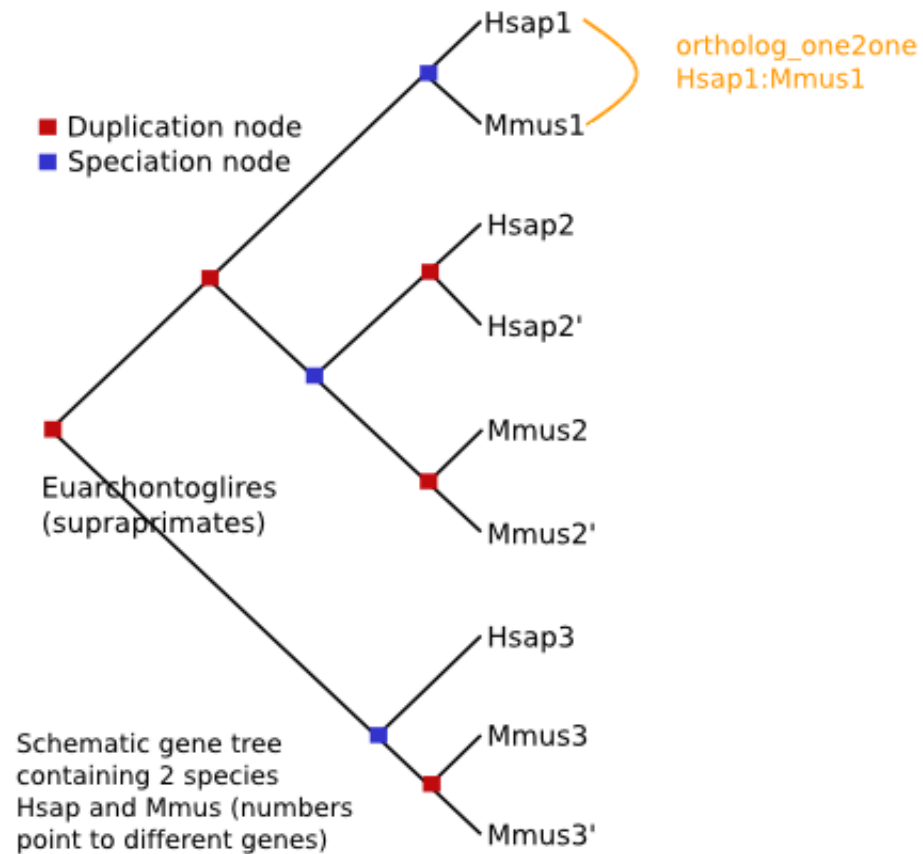 Hsap1
ortholog_one2one
Hsap1:Mmus1
Mmus1
Duplication node
Speciation node
Hsap2
Hsap2'
Mmus2
Euarchontoglires
(supraprimates)
Mmus2'
Hsap3
Schematic gene tree
containing 2 species
Hsap and Mmus (numbers
point to different genes)
Mmus3
Mmus3'